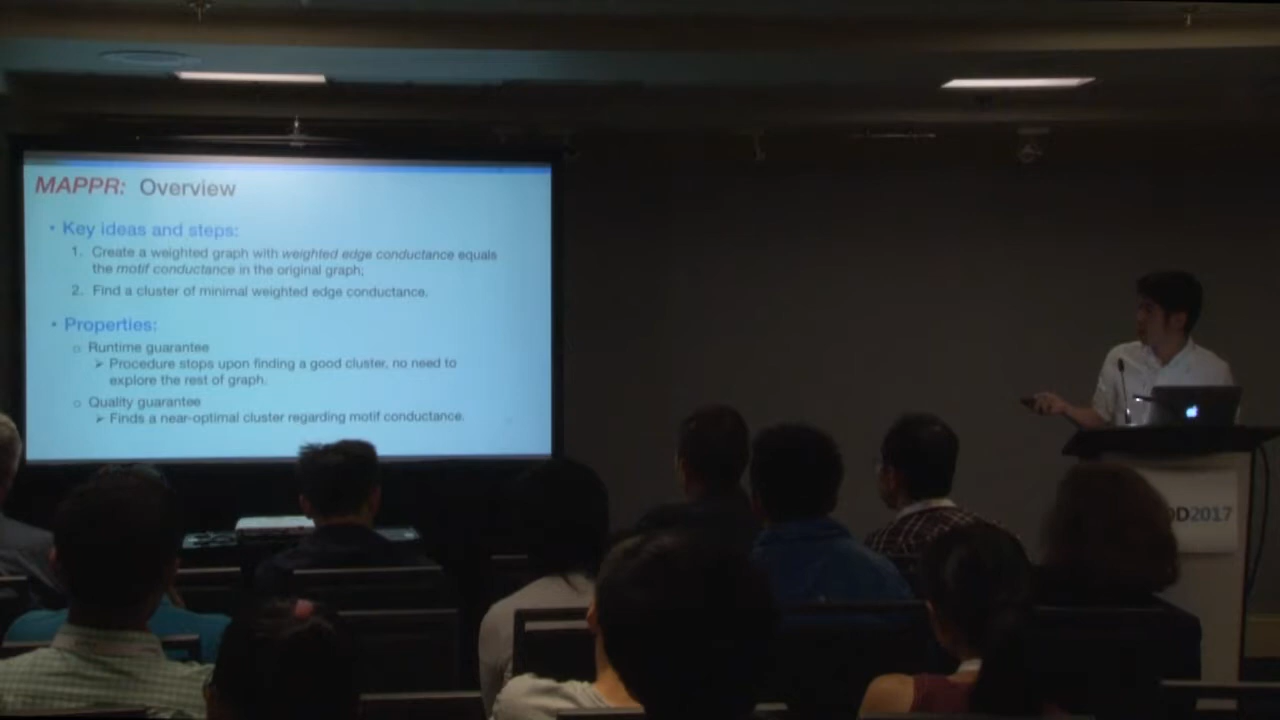 MAPPR: Overview
• Key ideas and steps:
1. Create a weighted graph with weighted edge conductance equals
the motif conductance in the original graph;
2. Find a cluster of minimal weighted edge conductance.
• Properties:
○ Runtime guarantee
➢ Procedure stops upon finding a good cluster, no need to
explore the rest of graph.
○ Quality guarantee
➢ Finds a near-optimal cluster regarding motif conductance.
DD2017